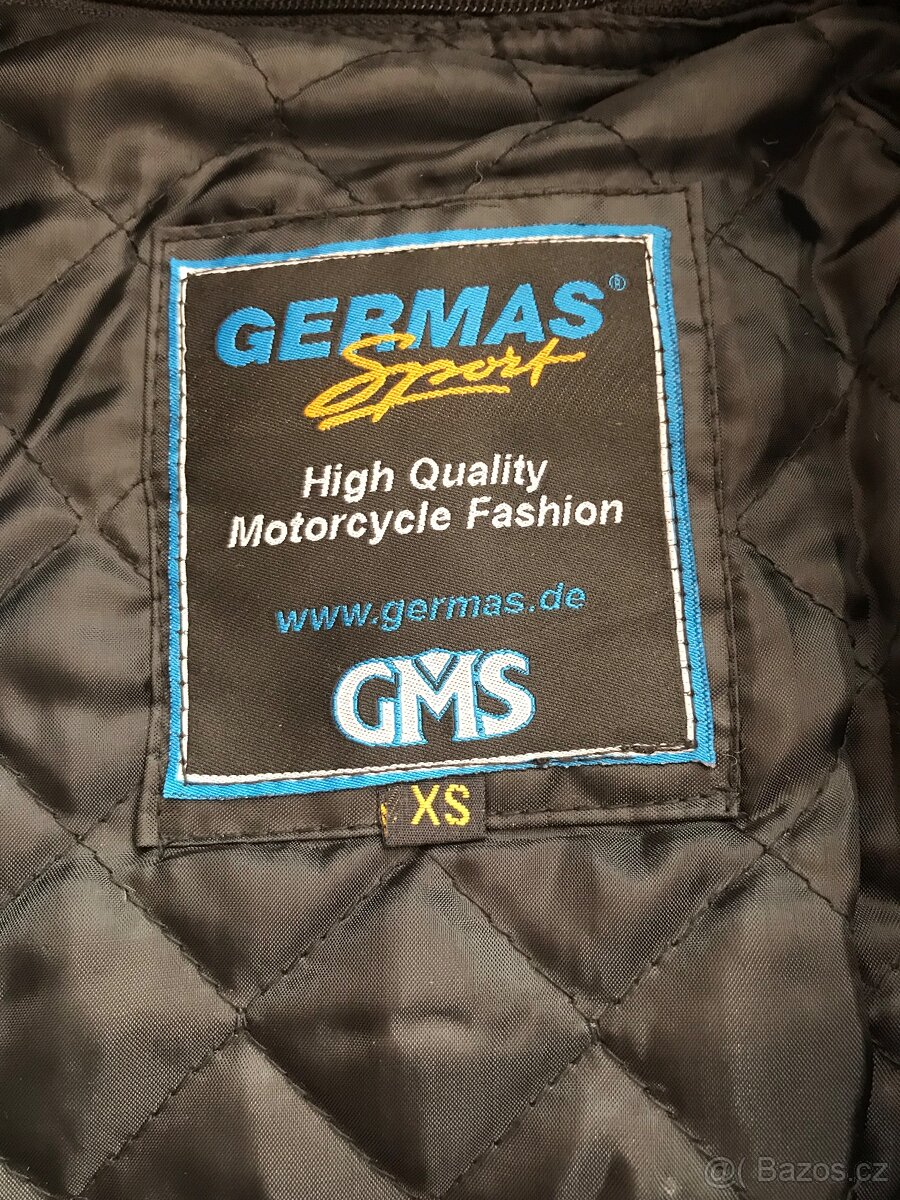 GERMAS®
Sport
High Quality
Motorcycle Fashion
www.germas.de
GMS
XS
@( Bazos.cz